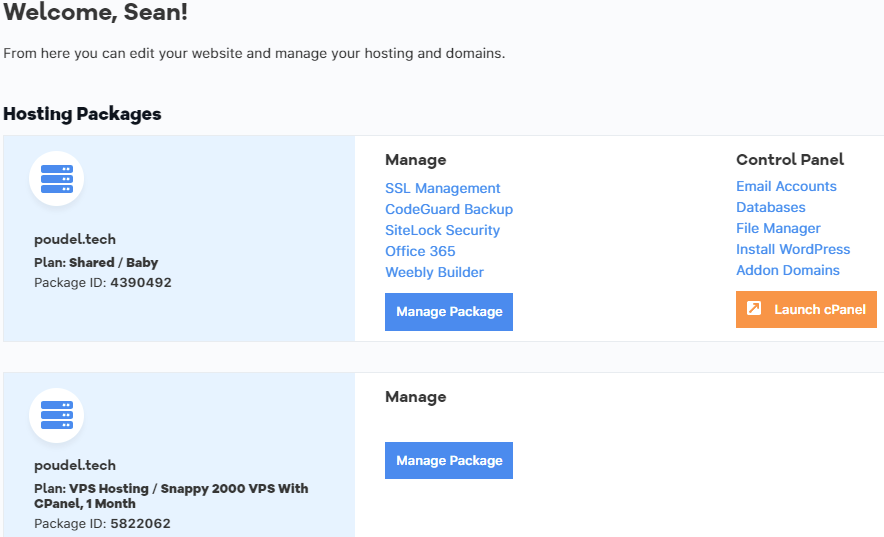 Welcome, Sean!
From here you can edit your website and manage your hosting and domains.
Hosting Packages
poudel.tech
Plan: Shared / Baby
Package ID: 4390492
Manage
SSL Management
CodeGuard Backup
SiteLock Security
Office 365
Weebly Builder
Manage Package
Control Panel
Email Accounts
Databases
File Manager
Install WordPress
Addon Domains
Launch cPanel
poudel.tech
Plan: VPS Hosting / Snappy 2000 VPS With
CPanel, 1 Month
Package ID: 5822062
Manage
Manage Package